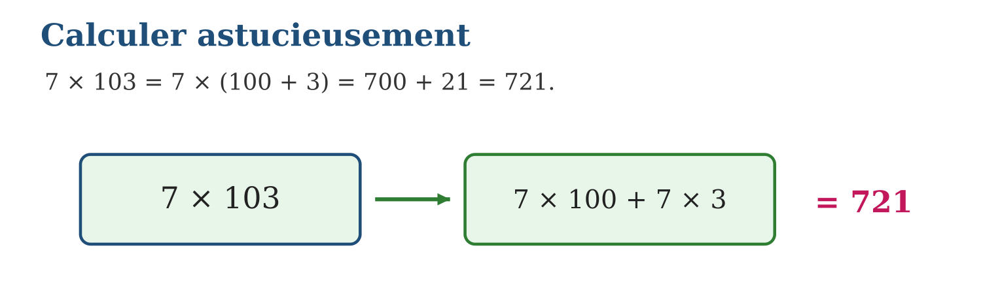 Calculer astucieusement
7 × 103 = 7 × (100 + 3) = 700 + 21 = 721.
7 × 103
7 × 100 + 7 × 3
= 721